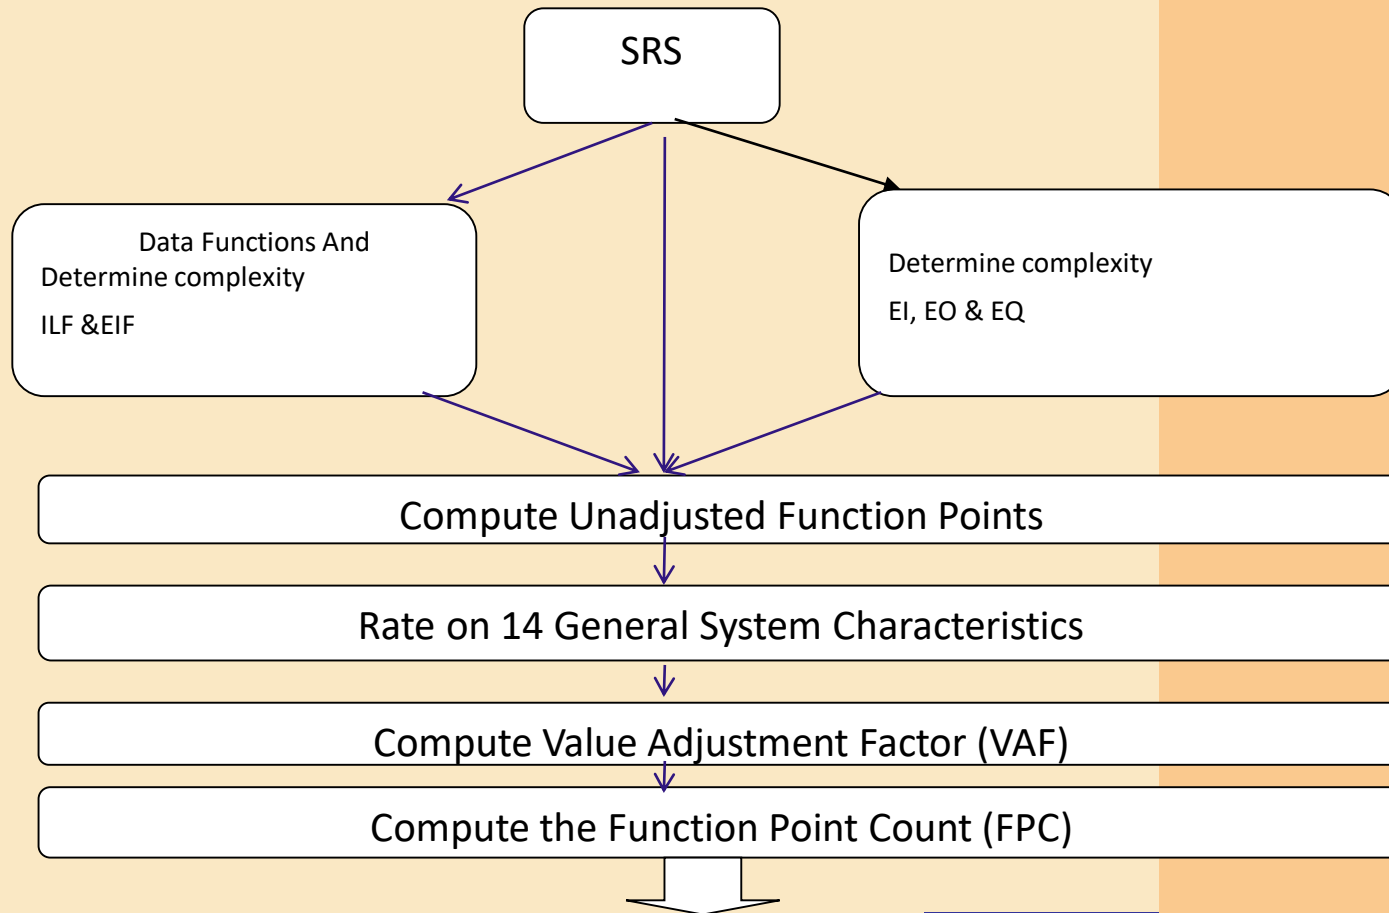 SRS
Data Functions And
Determine complexity
ILF &EIF
Determine complexity
EI, EO & EQ
Compute Unadjusted Function Points
Rate on 14 General System Characteristics
Compute Value Adjustment Factor (VAF)
Compute the Function Point Count (FPC)